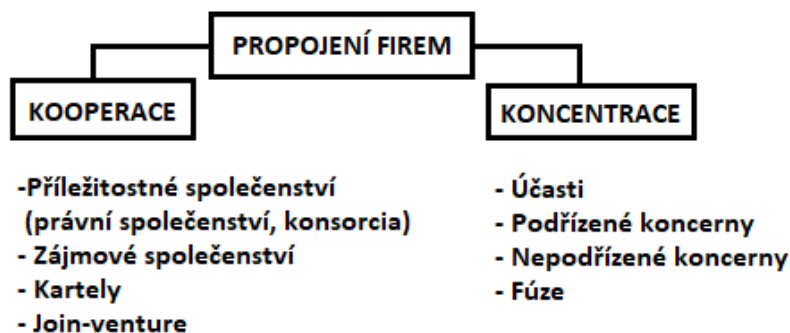 PROPOJENÍ FIREM
KOOPERACE
KONCENTRACE
-Příležitostné společenství
(právní společenství, konsorcia)
- Zájmové společenství
- Kartely
- Join-venture
- Účasti
- Podřízené koncerny
- Nepodřízené koncerny
- Fúze